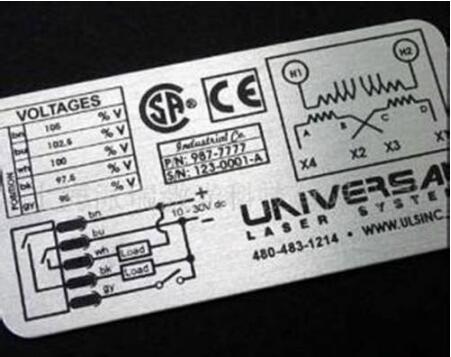 VOLTAGES
POSITION
bn 105 % V
bu 102.5 % V
wh 100 % V
bk 97.5 % V
gy 95 % V
CSA ®
CE
Industrial Co.
P/N: 987-7777
S/N: 123-0001-A
H1 H2
A B C D
X4 X2 X3 X1
bn
bu
wh Load
bk Load
gy
+
10 - 30V dc
-
UNIVERSAL
LASER SYSTEM
480-483-1214 • WWW.ULSINC.